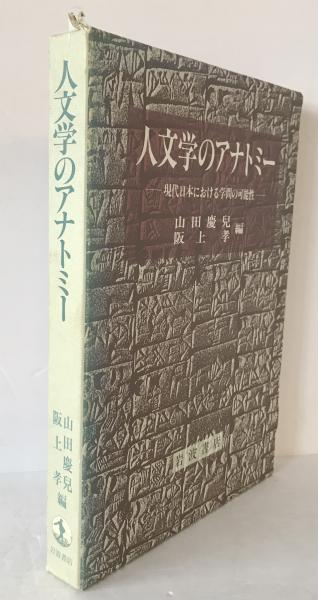 人文学のアナトミー
山田慶兒
阪上孝
編
岩波書店
人文学のアナトミー
──現代日本における学問の可能性──
山田慶兒
阪上孝
編
岩波書店